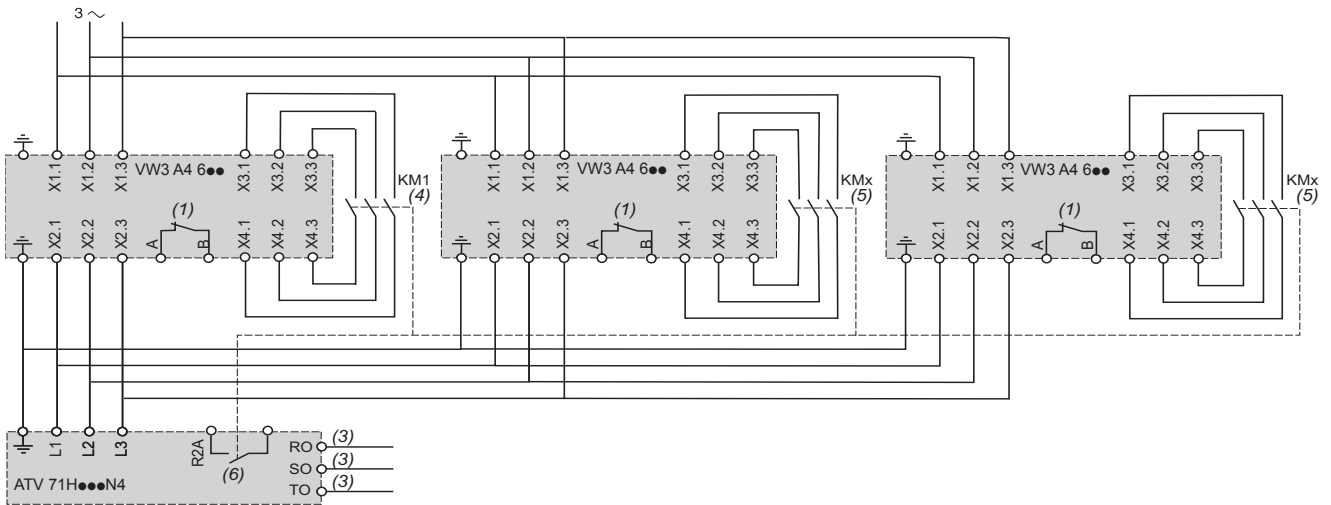 3 ~
X1.1 X1.2 X1.3 VW3 A4 6●● X3.1 X3.2 X3.3
X2.1 X2.2 X2.3 A (1) B X4.1 X4.2 X4.3
KM1
(4)
X1.1 X1.2 X1.3 VW3 A4 6●● X3.1 X3.2 X3.3
X2.1 X2.2 X2.3 A (1) B X4.1 X4.2 X4.3
KMx
(5)
X1.1 X1.2 X1.3 VW3 A4 6●● X3.1 X3.2 X3.3
X2.1 X2.2 X2.3 A (1) B X4.1 X4.2 X4.3
KMx
(5)
L1 L2 L3 R2A (6)
RO (3)
SO (3)
TO (3)
ATV 71H●●●N4